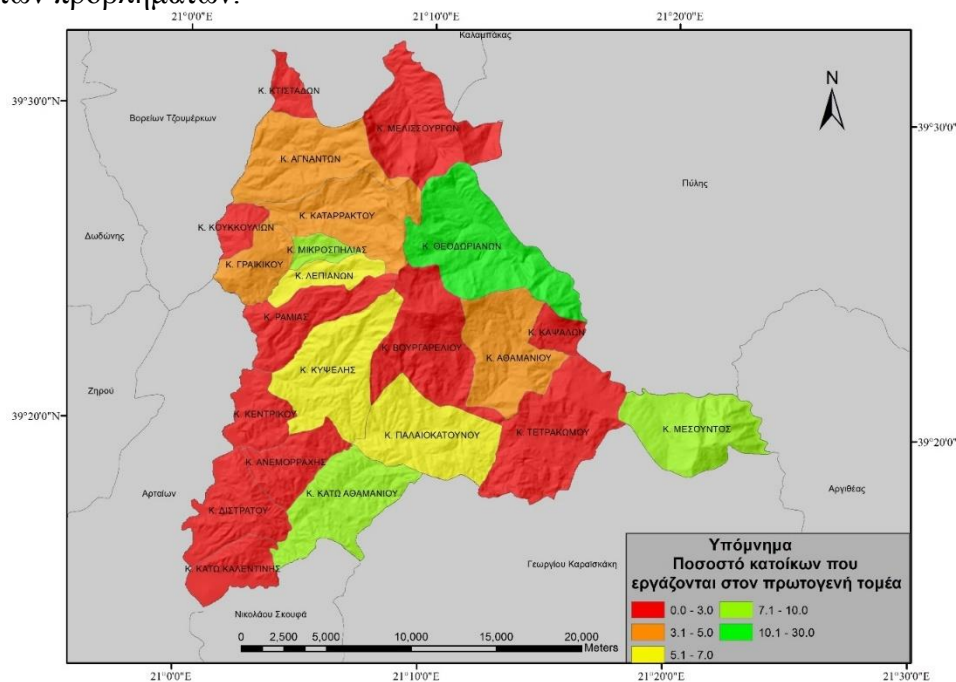 των προβλημάτων.
21°0'0"E
21°10'0"E
21°20'0"E
Καλαμπάκας
39°30'0"N
Κ. ΚΤΙΣΤΑΔΩΝ
N
Βορείων Τζουμέρκων
Κ. ΜΕΛΙΣΣΟΥΡΓΩΝ
39°30'0"N
Κ. ΑΓΝΑΝΤΩΝ
Πύλης
Κ. ΚΑΤΑΡΡΑΚΤΟΥ
Κ. ΚΟΥΚΚΟΥΛΙΩΝ
Δωδώνης
Κ. ΜΙΚΡΟΣΠΗΛΙΑΣ
Κ. ΘΕΟΔΩΡΙΑΝΩΝ
Κ. ΓΡΑΙΚΙΚΟΥ
Κ. ΛΕΠΙΑΝΩΝ
Κ. ΡΑΜΙΑΣ
Κ. ΚΑΨΑΛΩΝ
Κ. ΒΟΥΡΓΑΡΕΛΙΟΥ
Κ. ΑΘΑΜΑΝΙΟΥ
Κ. ΚΥΨΕΛΗΣ
Ζηρού
39°20'0"N
Κ. ΚΕΝΤΡΙΚΟΥ
Κ. ΤΕΤΡΑΚΩΜΟΥ
Κ. ΜΕΣΟΥΝΤΟΣ
39°20'0"N
Κ. ΠΑΛΑΙΟΚΑΤΟΥΝΟΥ
Κ. ΑΝΕΜΟΡΡΑΧΗΣ
Αργιθέας
Αρταίων
Κ. ΚΑΤΩ ΑΘΑΜΑΝΙΟΥ
Κ. ΔΙΣΤΡΑΤΟΥ
Γεωργίου Καραϊσκάκη
Κ. ΚΑΤΩ ΚΑΛΕΝΤΙΝΗΣ
Νικολάου Σκουφά
Υπόμνημα
Ποσοστό κατοίκων που
εργάζονται στον πρωτογενή τομέα
0.0 - 3.0
7.1 - 10.0
3.1 - 5.0
10.1 - 30.0
5.1 - 7.0
0 2,500 5,000 10,000 15,000 20,000
Meters
21°0'0"E
21°10'0"E
21°20'0"E
21°30'0"E